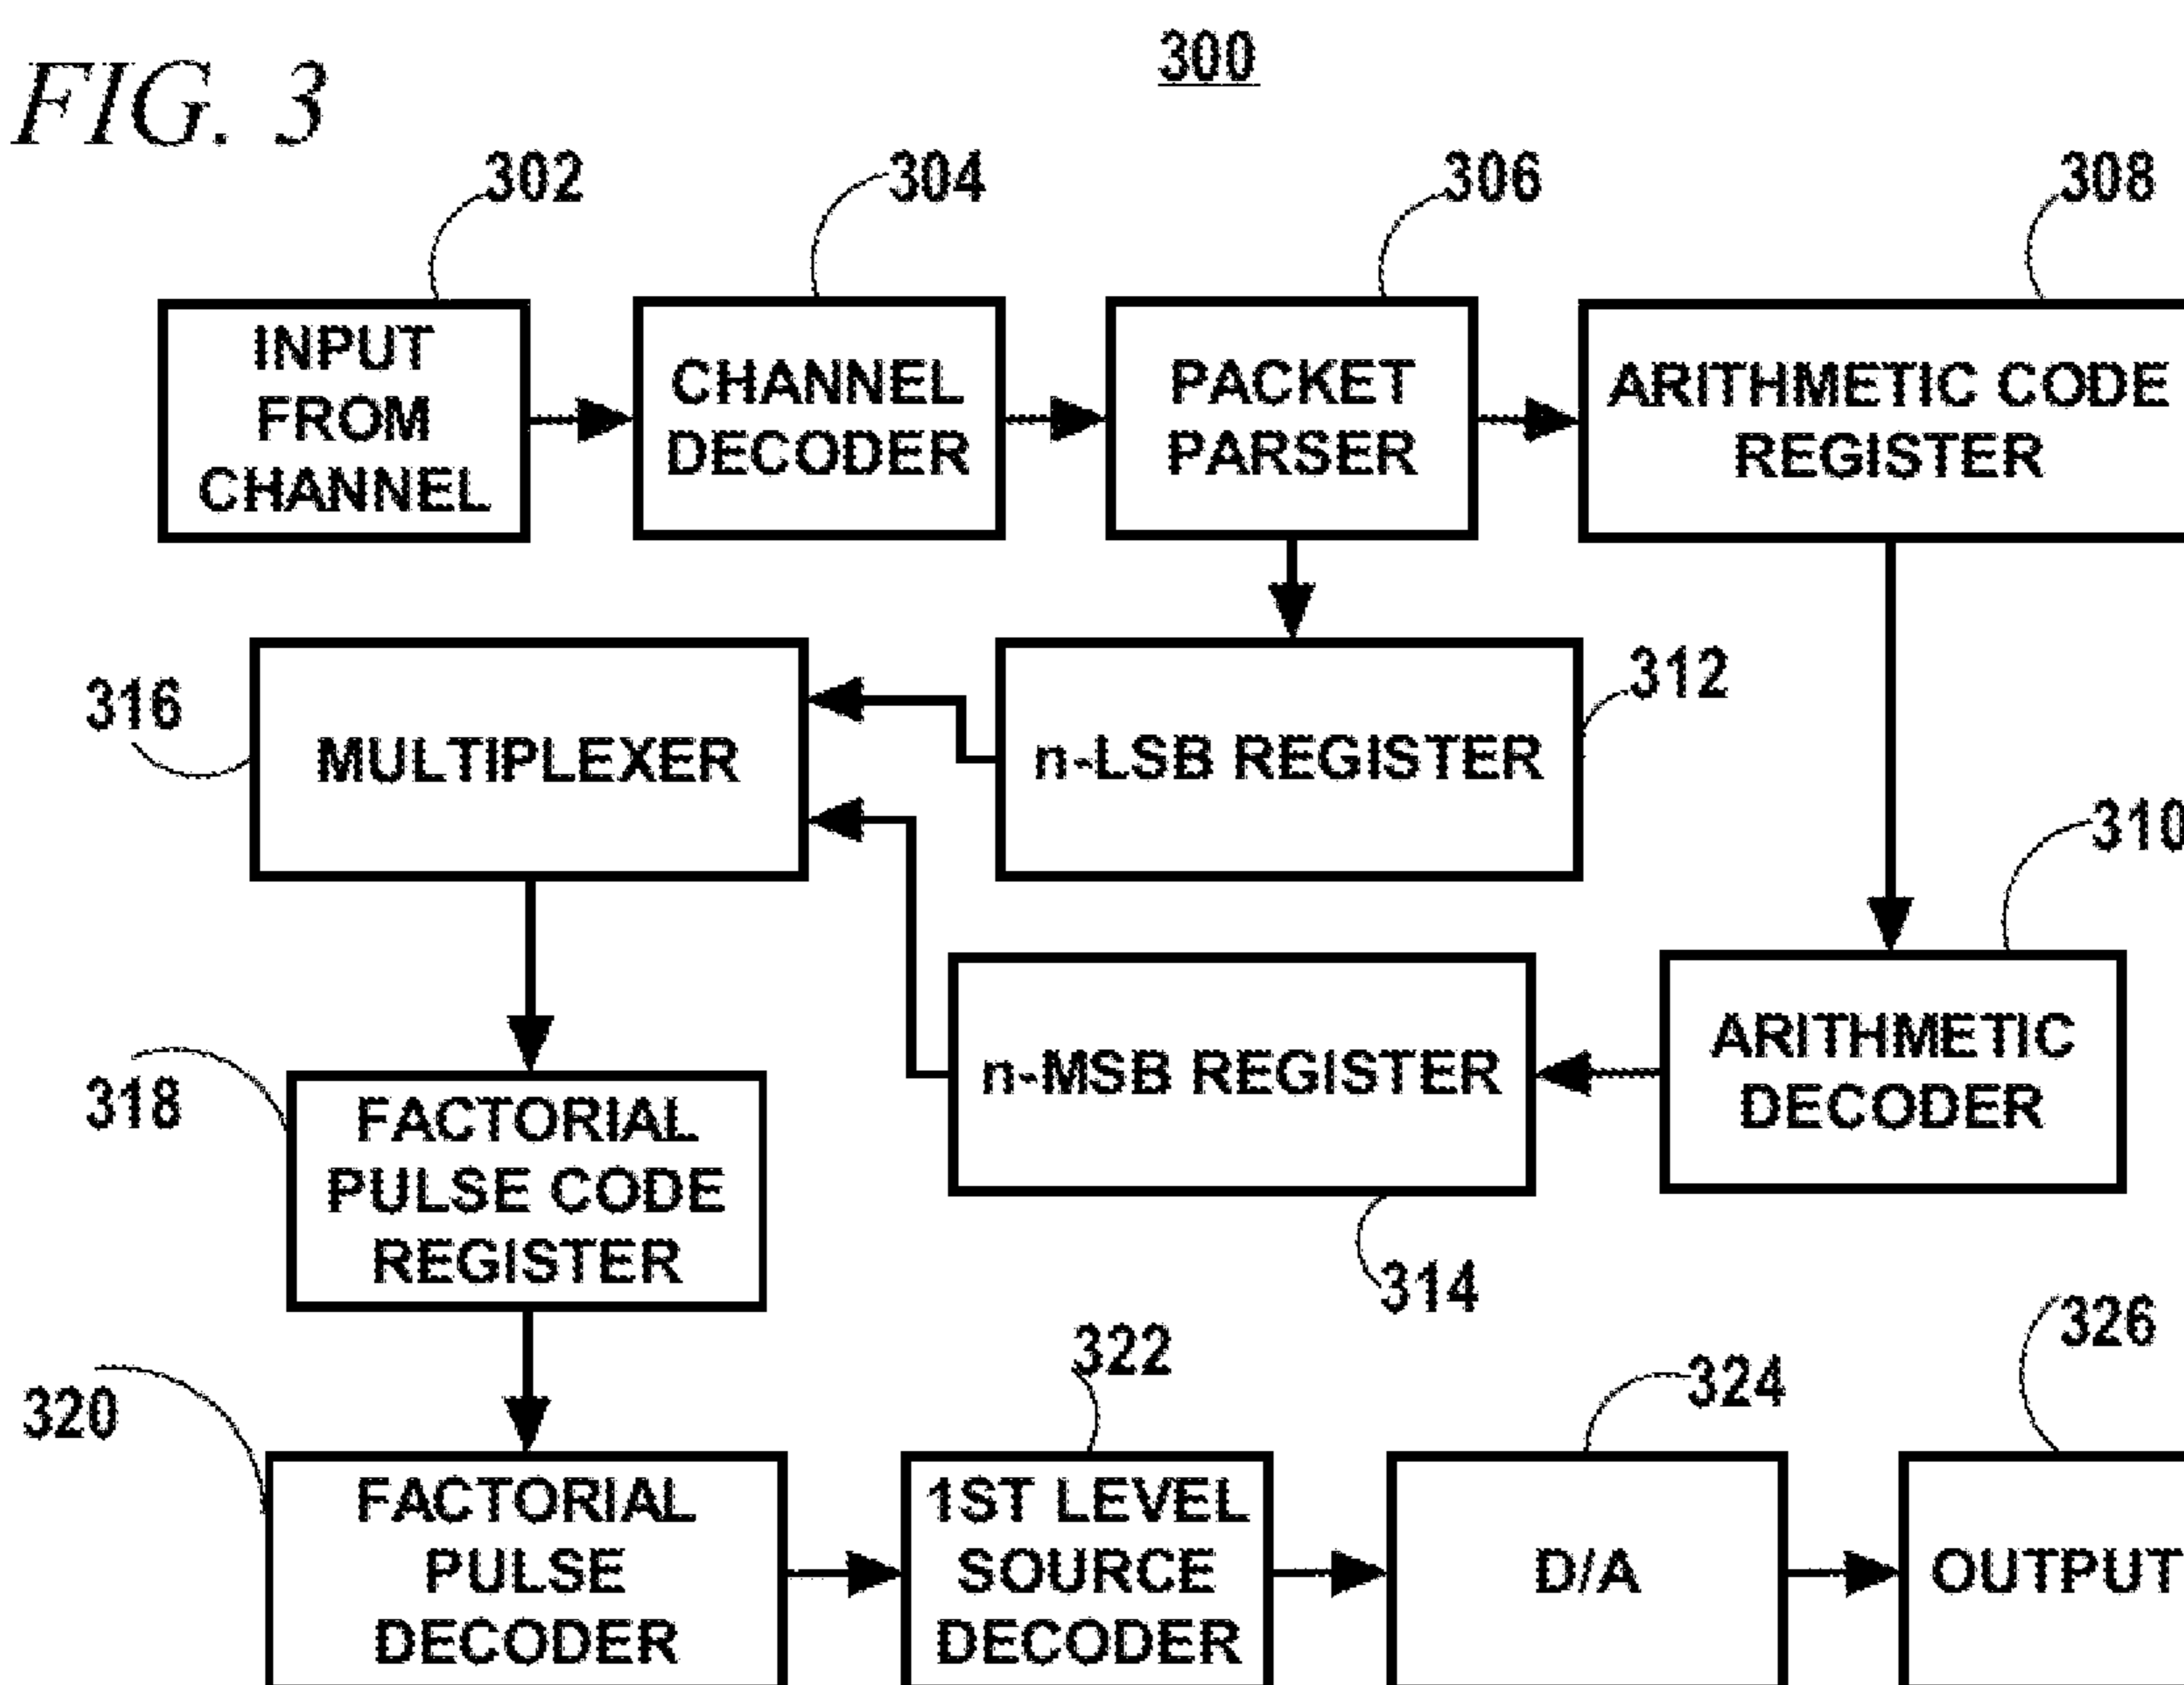 FIG. 3
300
302
304
306
308
INPUT
FROM
CHANNEL
CHANNEL
DECODER
PACKET
PARSER
ARITHMETIC CODE
REGISTER
316
MULTIPLEXER
n-LSB REGISTER
312
310
318
FACTORIAL
PULSE CODE
REGISTER
n-MSB REGISTER
314
ARITHMETIC
DECODER
320
322
324
326
FACTORIAL
PULSE
DECODER
1ST LEVEL
SOURCE
DECODER
D/A
OUTPUT